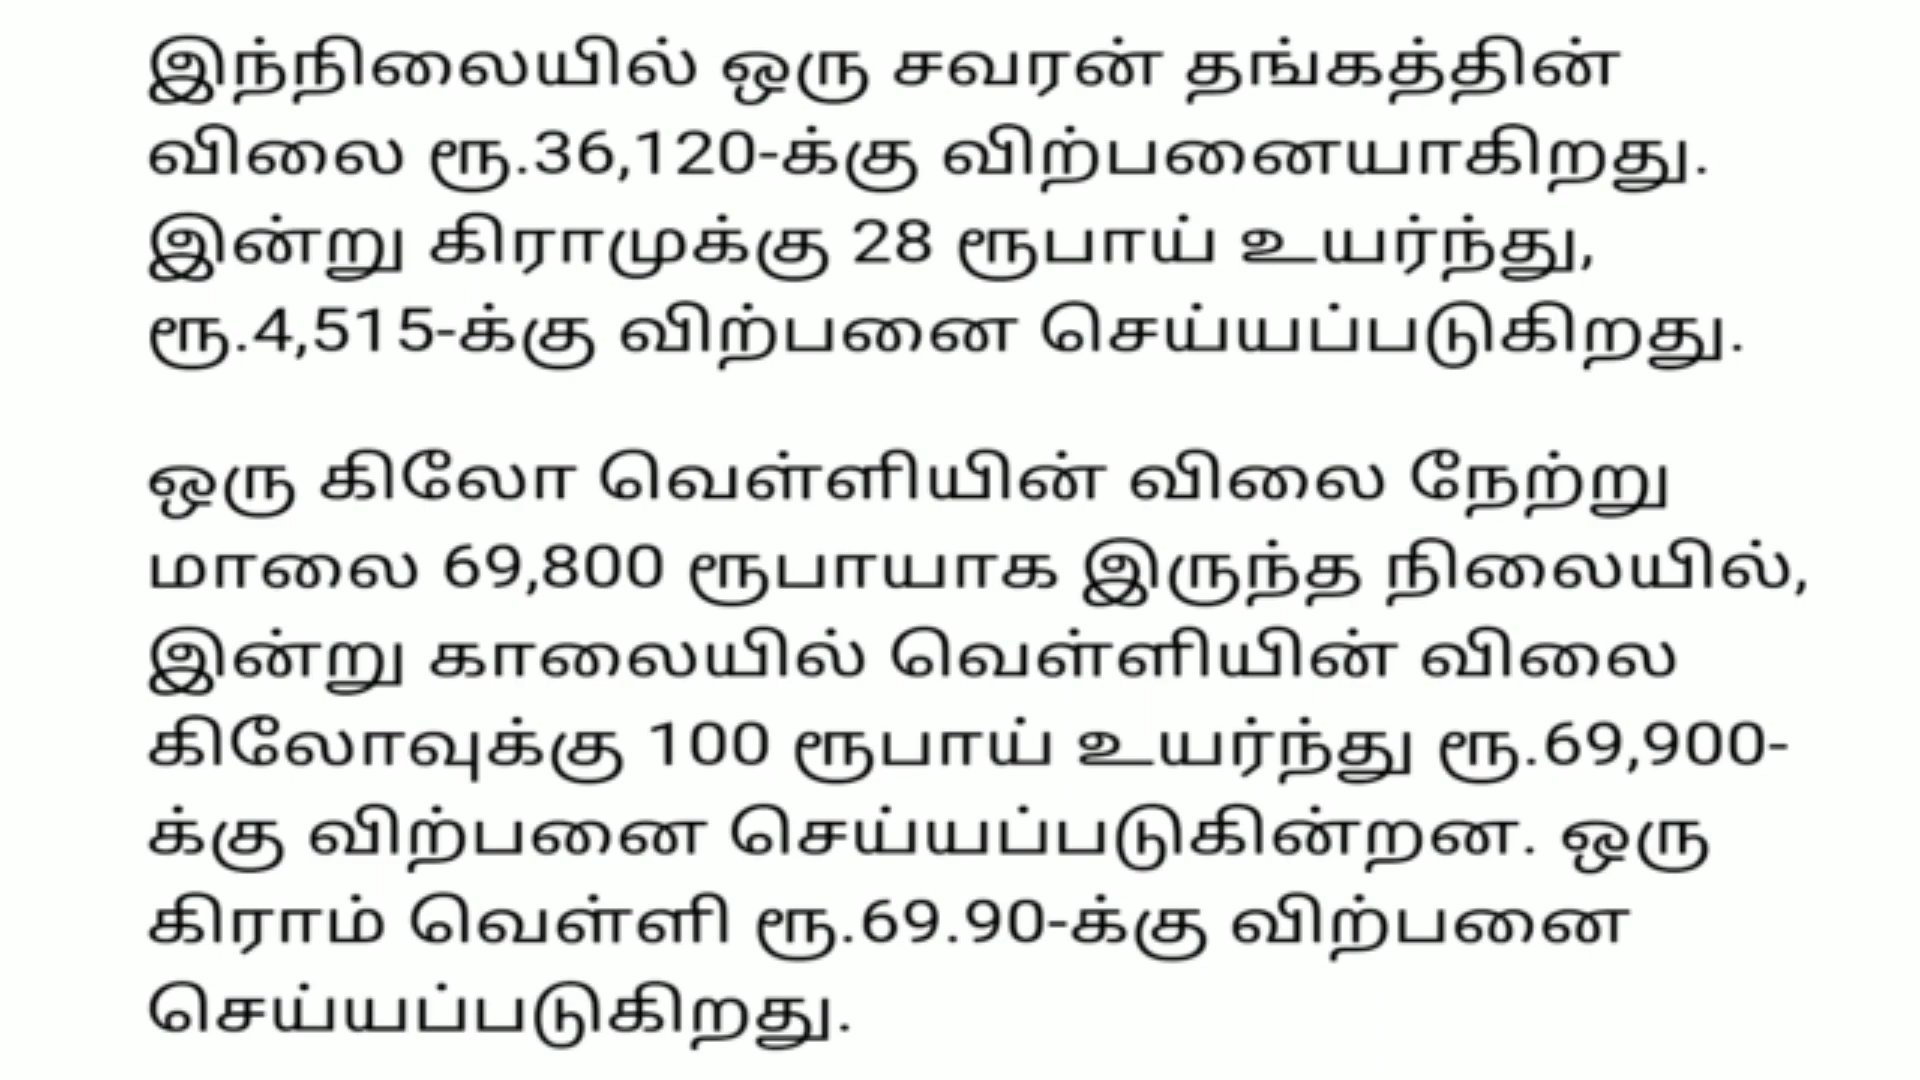 இந்நிலையில் ஒரு சவரன் தங்கத்தின்
விலை ரூ.36,120-க்கு விற்பனையாகிறது.
இன்று கிராமுக்கு 28 ரூபாய் உயர்ந்து,
ரூ.4,515-க்கு விற்பனை செய்யப்படுகிறது.
ஒரு கிலோ வெள்ளியின் விலை நேற்று
மாலை 69,800 ரூபாயாக இருந்த நிலையில்,
இன்று காலையில் வெள்ளியின் விலை
கிலோவுக்கு 100 ரூபாய் உயர்ந்து ரூ.69,900-
க்கு விற்பனை செய்யப்படுகின்றன. ஒரு
கிராம் வெள்ளி ரூ.69.90-க்கு விற்பனை
செய்யப்படுகிறது.